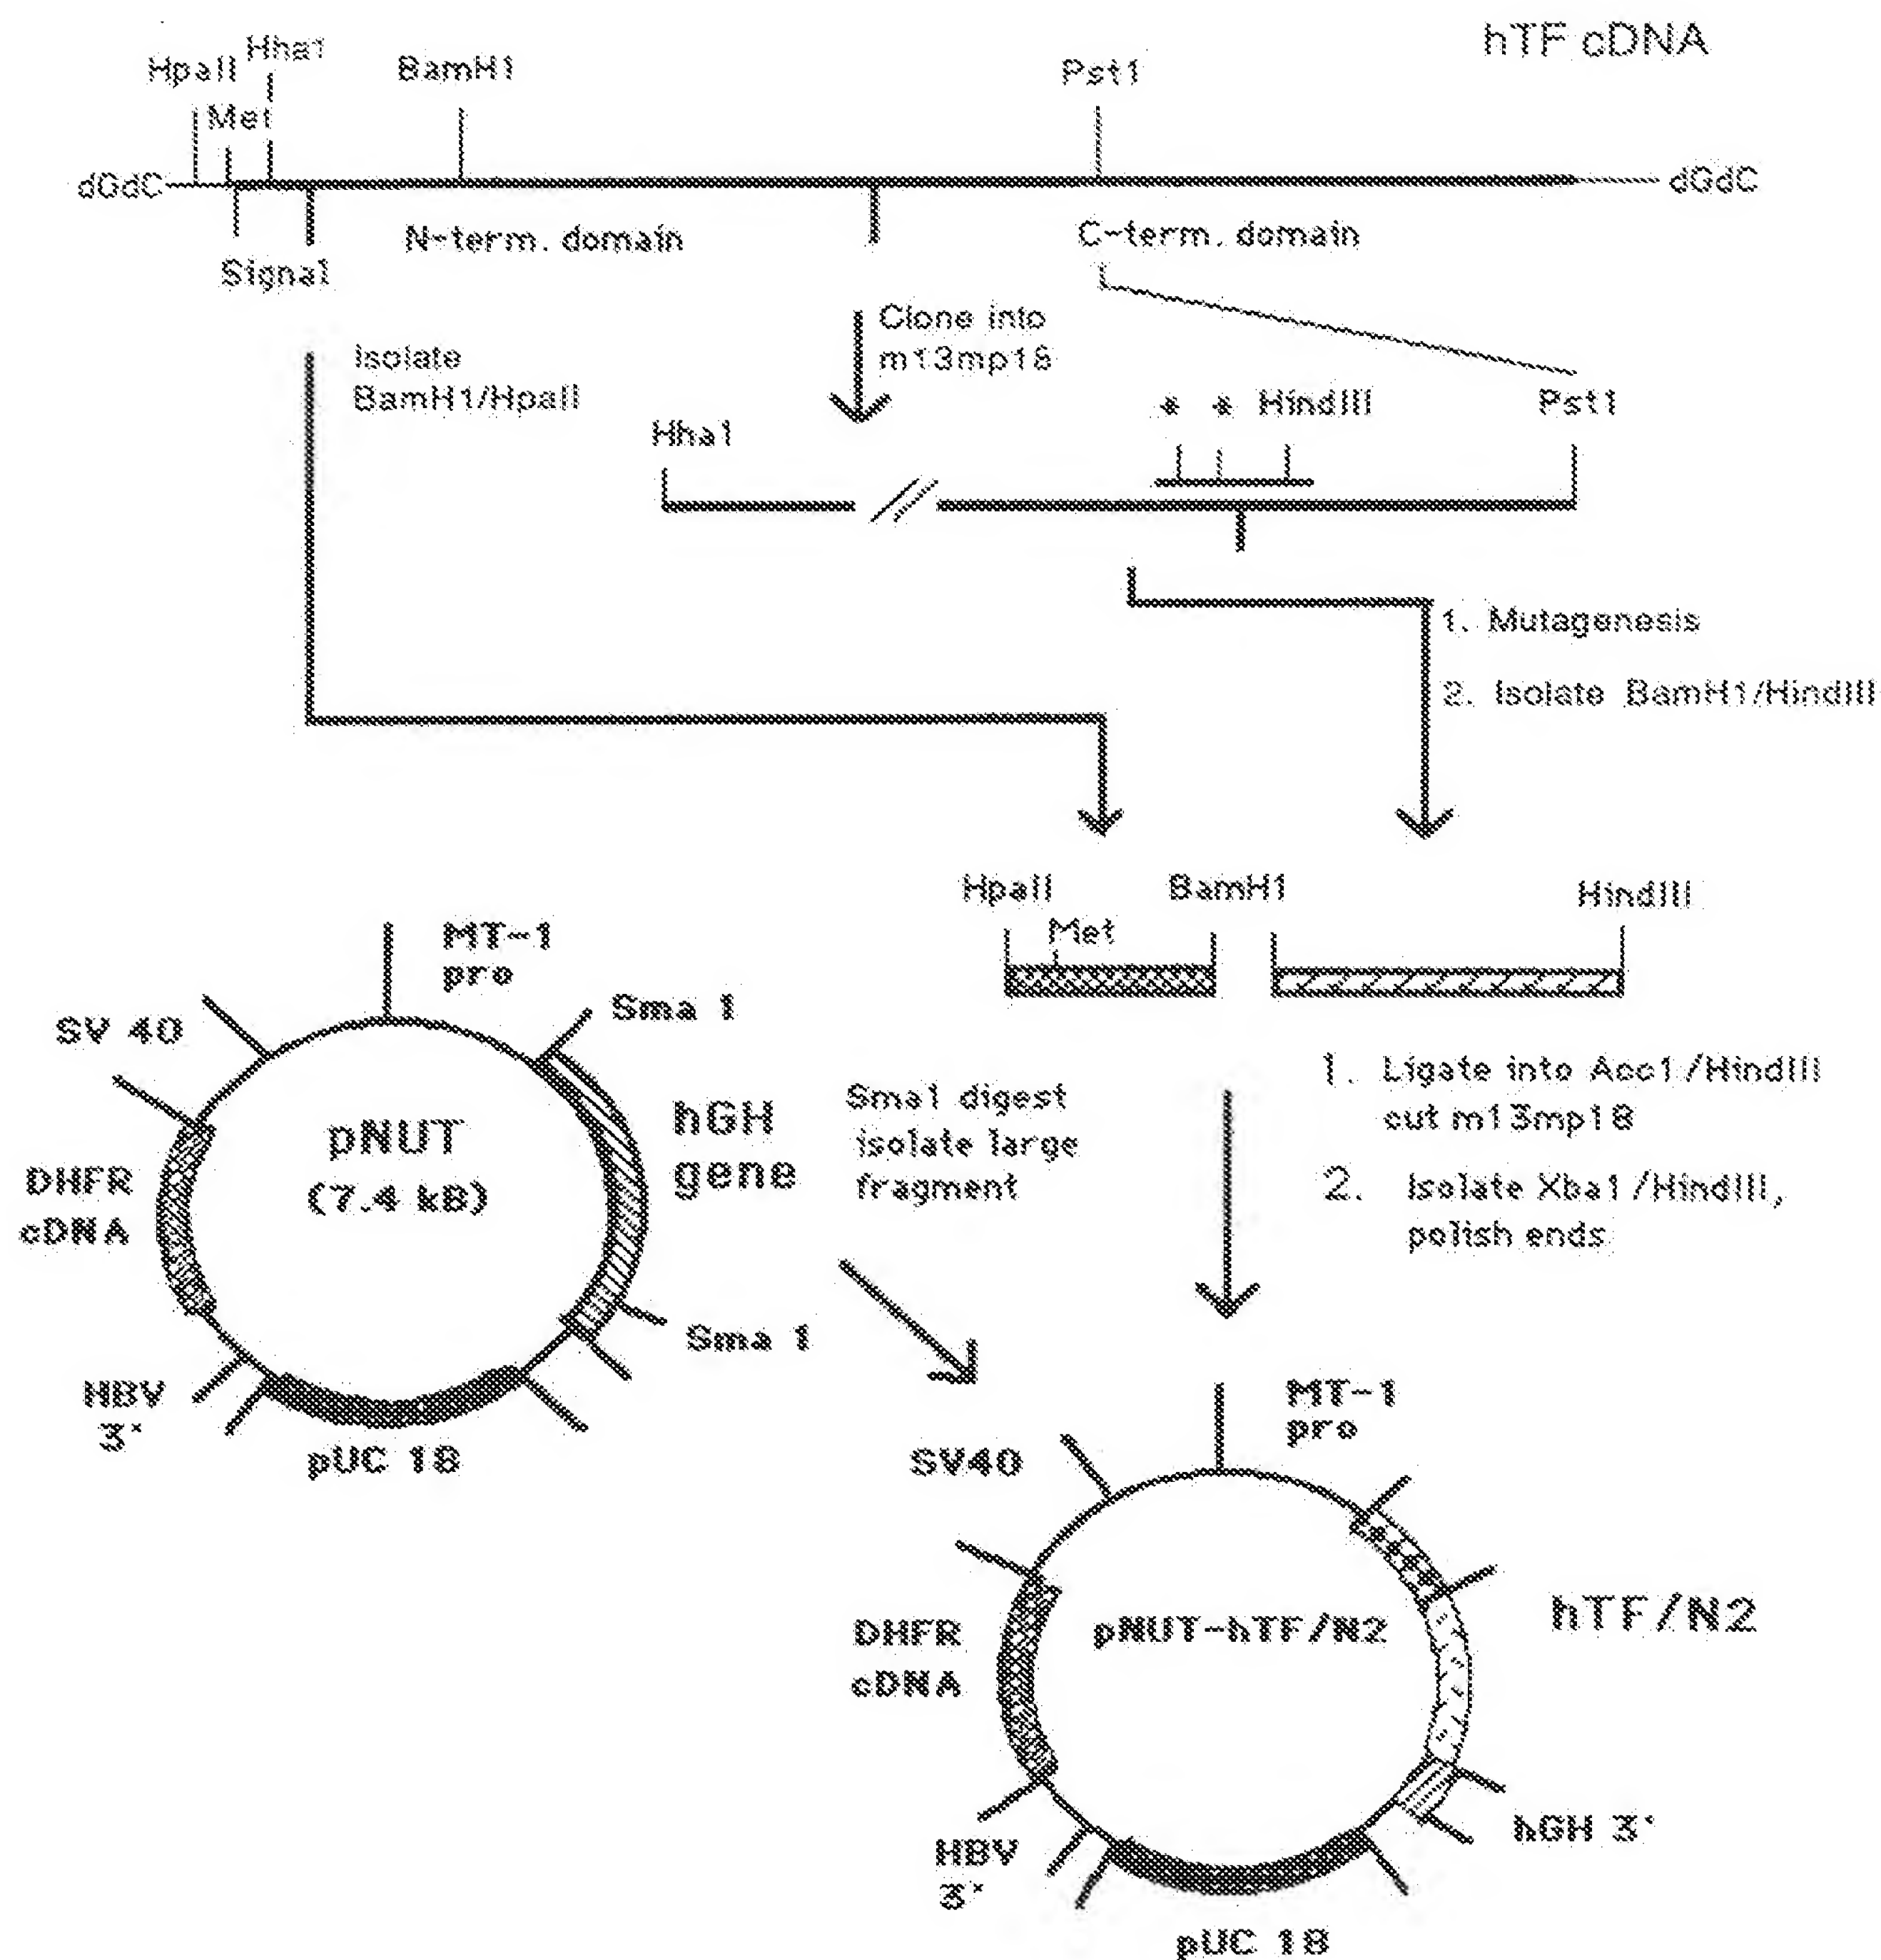 hTF cDNA
HpaII
Hha1
BamH1
Pst1
Met
dGdC
dGdC
Signal
N-term. domain
C-term. domain
Isolate
BamH1/HpaII
Clone into
m13mp18
Hha1
* * HindIII
Pst1
1. Mutagenesis
2. Isolate BamH1/HindIII
HpaII
BamH1
HindIII
Met
MT-1
pro
Sma 1
SV 40
pNUT
(7.4 kB)
hGH
gene
DHFR
cDNA
Sma 1
HBV
3'
pUC 18
Sma1 digest
isolate large
fragment
1. Ligate into Acc1/HindIII
cut m13mp18
2. Isolate Xba1/HindIII,
polish ends
MT-1
pro
SV40
hTF/N2
pNUT-hTF/N2
DHFR
cDNA
hGH 3'
HBV
3'
pUC 18